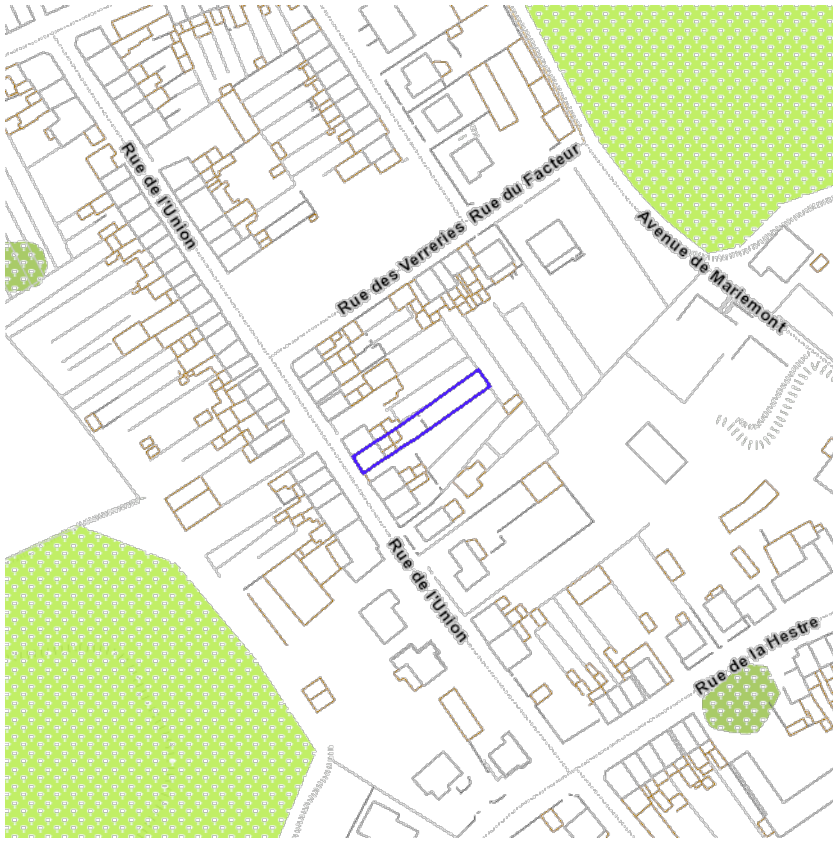 Rue de l'Union
Rue du Facteur
Rue des Verreries
Avenue de Mariemont
Rue de l'Union
Rue de la Hestre